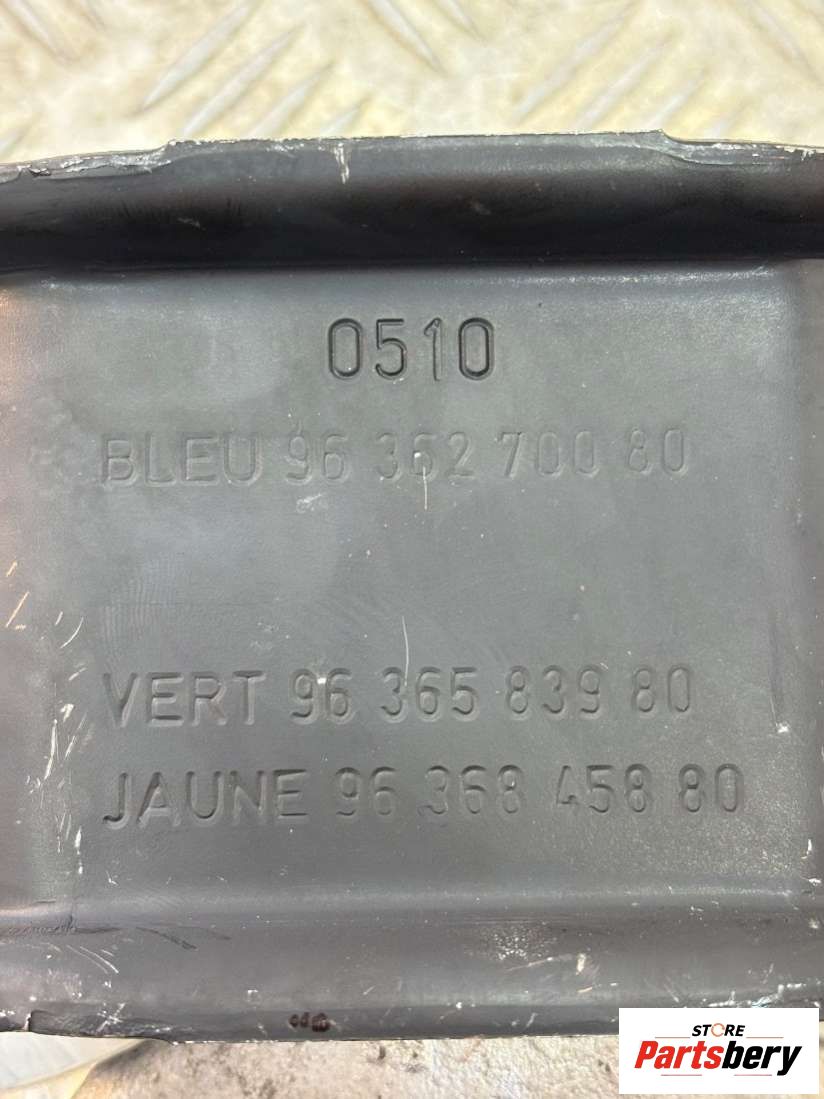 0510
BLEU 96 362 700 80
VERT 96 365 839 80
JAUNE 96 368 458 80
STORE
Partsbery